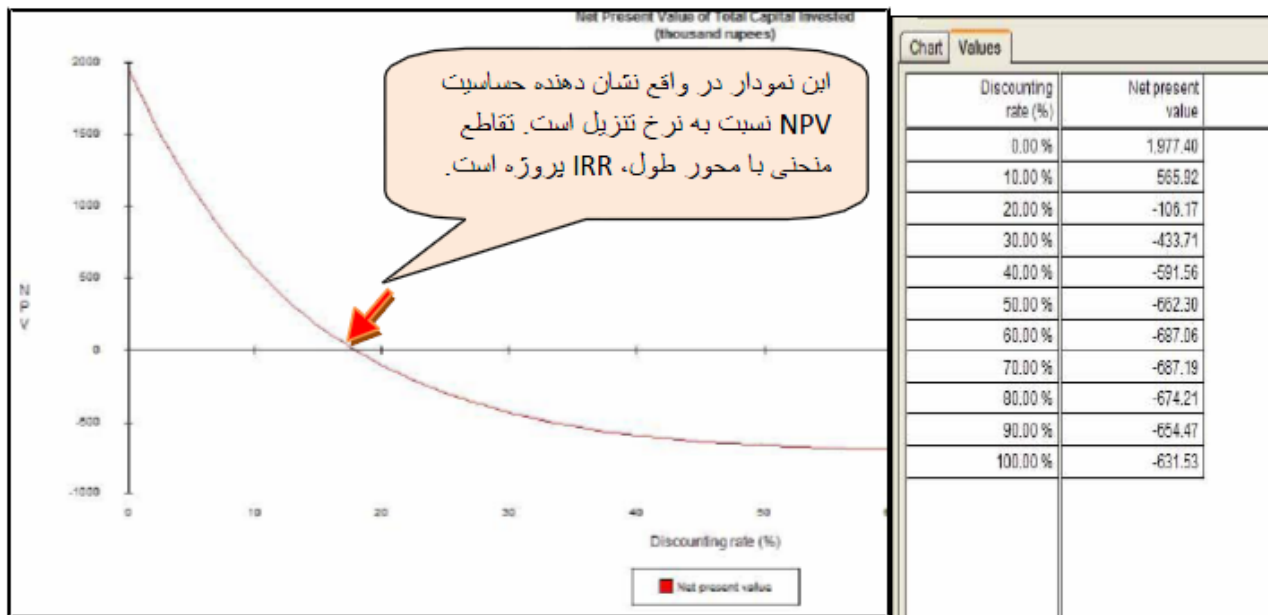 Net Present Value of Total Capital Invested
(thousand rupees)
2000
1500
1000
500
0
-500
-1000
N
P
V
0
10
20
30
40
50
Discounting rate (%)
Net present value
ابن نمودار در واقع نشان دهنده حساسیت
NPV نسبت به نرخ تنزیل است. تقاطع
منحنی با محور طول، IRR پروژه است.
Chart Values
Discounting rate (%) Net present value
0.00 % 1,977.40
10.00 % 565.92
20.00 % -106.17
30.00 % -433.71
40.00 % -591.56
50.00 % -662.30
60.00 % -687.06
70.00 % -687.19
80.00 % -674.21
90.00 % -654.47
100.00 % -631.53